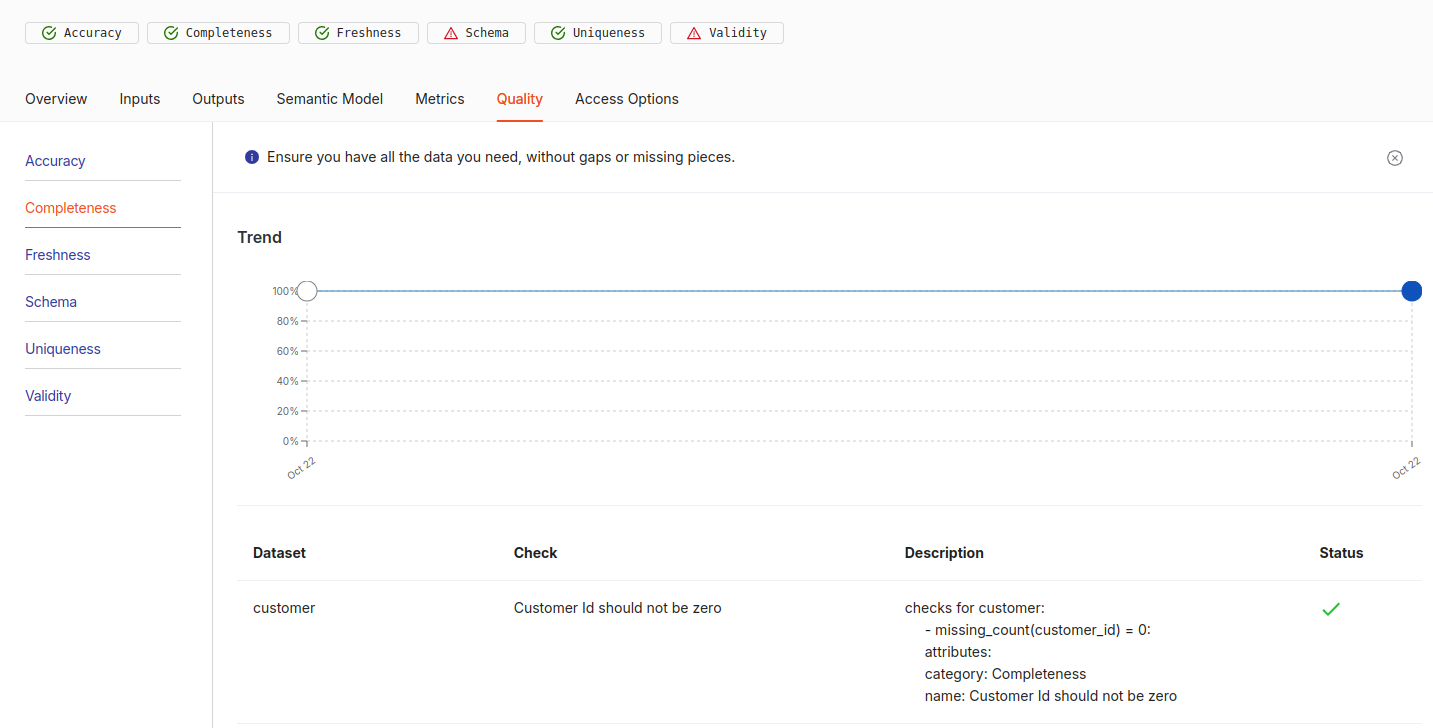 Accuracy Completeness Freshness Schema Uniqueness Validity
Overview Inputs Outputs Semantic Model Metrics Quality Access Options
Accuracy
Completeness
Freshness
Schema
Uniqueness
Validity
Ensure you have all the data you need, without gaps or missing pieces.
Trend
100%
80%
60%
40%
20%
0%
Oct 22 Oct 22
Dataset Check Description Status
customer Customer Id should not be zero checks for customer:
- missing_count(customer_id) = 0:
attributes:
category: Completeness
name: Customer Id should not be zero